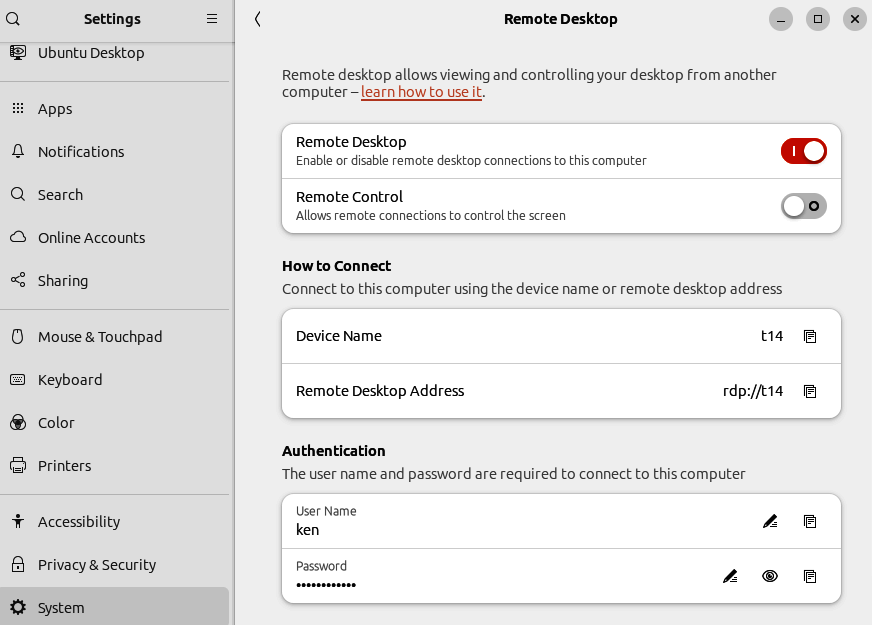 Settings
Ubuntu Desktop
Apps
Notifications
Search
Online Accounts
Sharing
Mouse & Touchpad
Keyboard
Color
Printers
Accessibility
Privacy & Security
System
Remote Desktop
Remote desktop allows viewing and controlling your desktop from another
computer – learn how to use it.
Remote Desktop
Enable or disable remote desktop connections to this computer
Remote Control
Allows remote connections to control the screen
How to Connect
Connect to this computer using the device name or remote desktop address
Device Name t14
Remote Desktop Address rdp://t14
Authentication
The user name and password are required to connect to this computer
User Name
ken
Password
••••••••••••